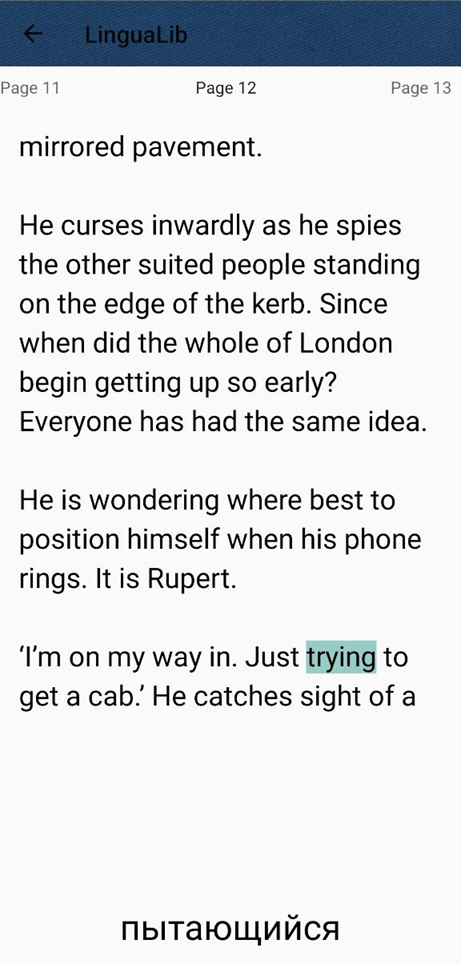 LinguaLib
Page 11 Page 12 Page 13
mirrored pavement.
He curses inwardly as he spies
the other suited people standing
on the edge of the kerb. Since
when did the whole of London
begin getting up so early?
Everyone has had the same idea.
He is wondering where best to
position himself when his phone
rings. It is Rupert.
‘I’m on my way in. Just trying to
get a cab.’ He catches sight of a
пытающийся